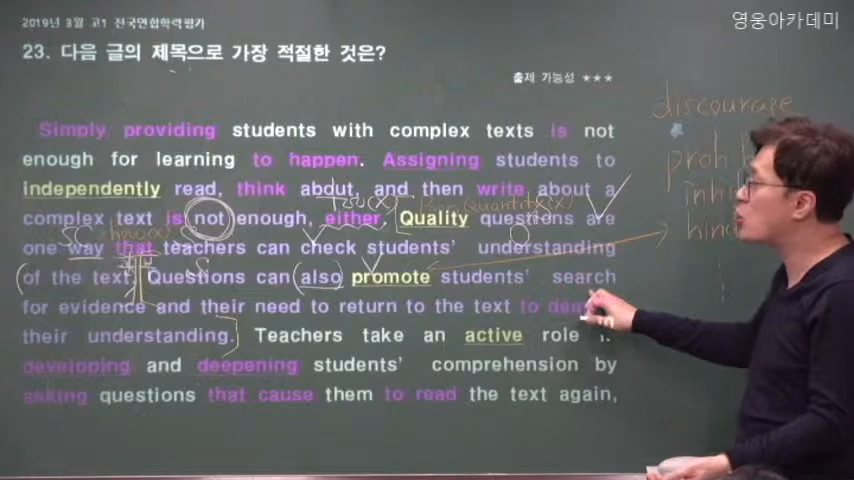 2019년 3월 고1 전국연합학력평가
영웅아카데미
23. 다음 글의 제목으로 가장 적절한 것은?
출제 가능성 ★★★
Simply providing students with complex texts is not
enough for learning to happen. Assigning students to
independently read, think about, and then write about a
complex text is not enough, either. Quality questions are
one way that teachers can check students' understanding
of the text. Questions can also promote students' search
for evidence and their need to return to the text to
their understanding. Teachers take an active role
developing and deepening students' comprehension by
asking questions that cause them to read the text again,
discourage
too(x)
(quantity(x)
how(x)
SC
S